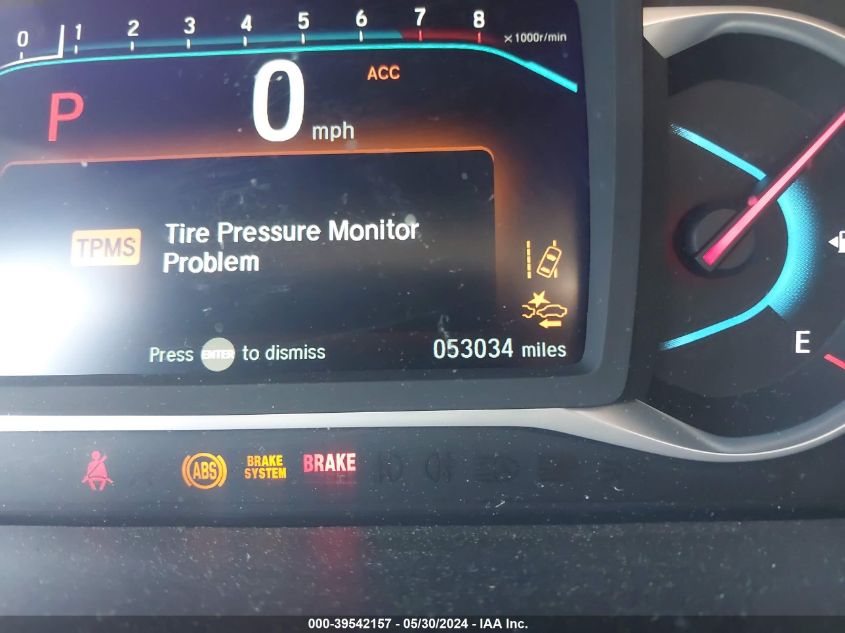 0 1 2 3 4 5 6 7 8 ×1000r/min
P 0 mph ACC
TPMS Tire Pressure Monitor
Problem
Press ENTER to dismiss
053034 miles
E
ABS
BRAKE
SYSTEM
BRAKE
000-39542157 - 05/30/2024 - IAA Inc.